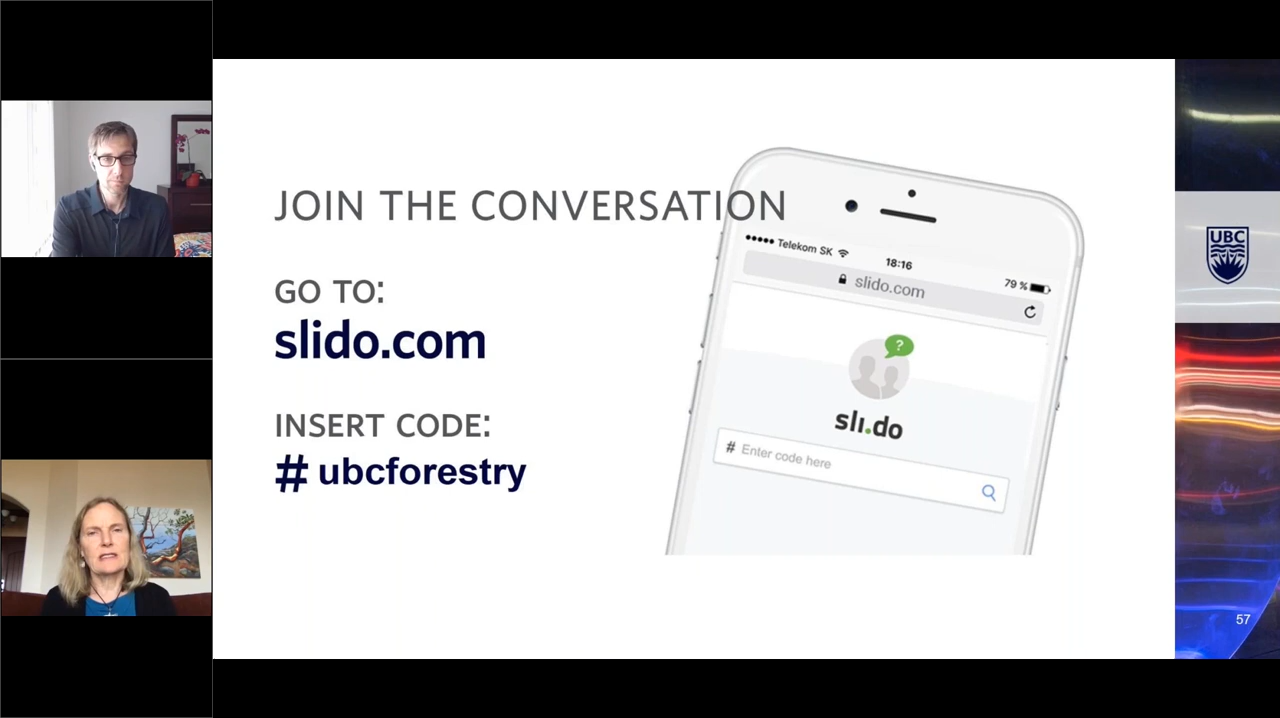 JOIN THE CONVERSATION
GO TO:
slido.com
INSERT CODE:
# ubcforestry
Telekom SK
18:16
79 %
slido.com
?
sli.do
# Enter code here
UBC
57